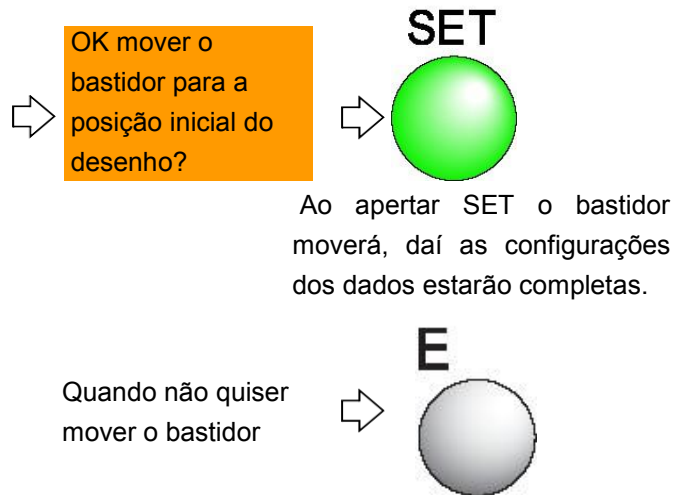 OK mover o
bastidor para a
posição inicial do
desenho?
SET
Ao apertar SET o bastidor
moverá, daí as configurações
dos dados estarão completas.
E
Quando não quiser
mover o bastidor